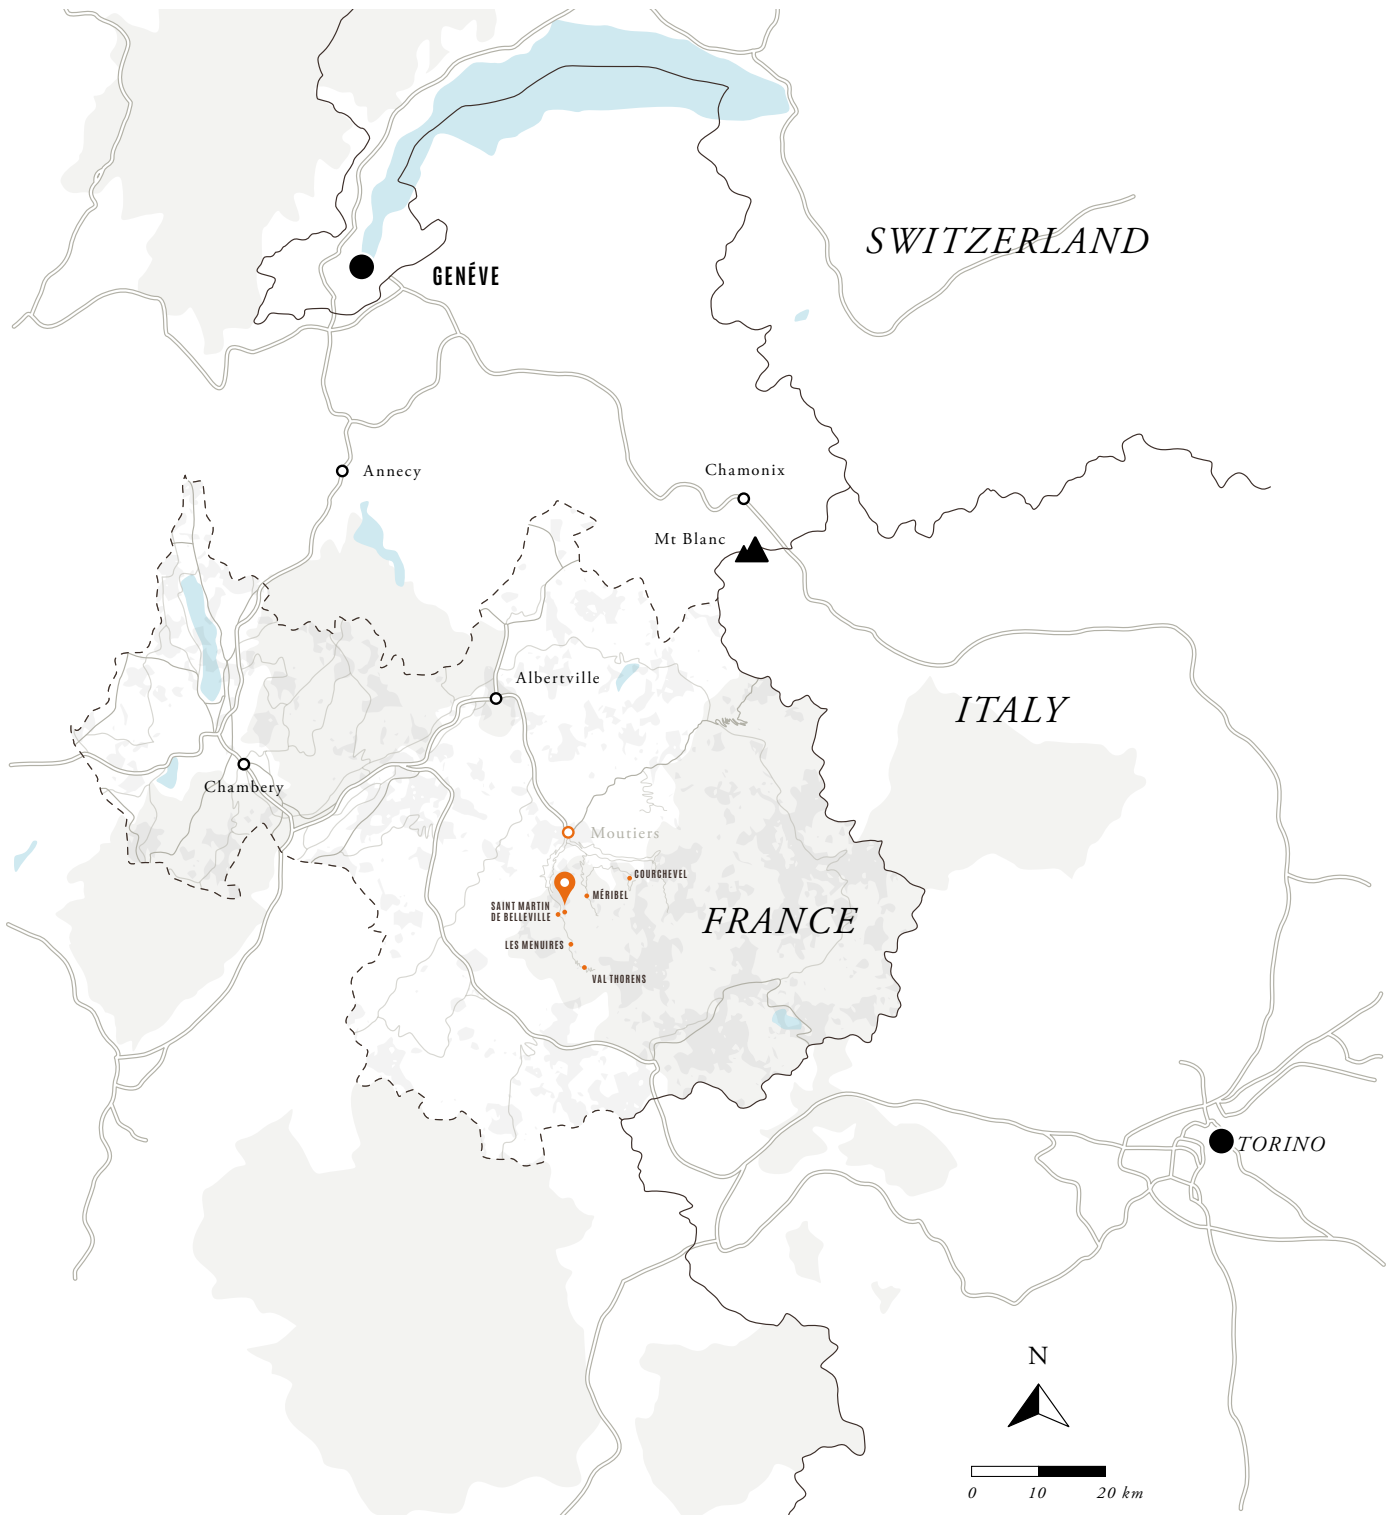 SWITZERLAND
GENÉVE
Annecy
Chamonix
Mt Blanc
Albertville
ITALY
Chambery
Moutiers
COURCHEVEL
MÉRIBEL
SAINT MARTIN
DE BELLEVILLE
FRANCE
LES MENUIRES
VAL THORENS
TORINO
N
0 10 20 km